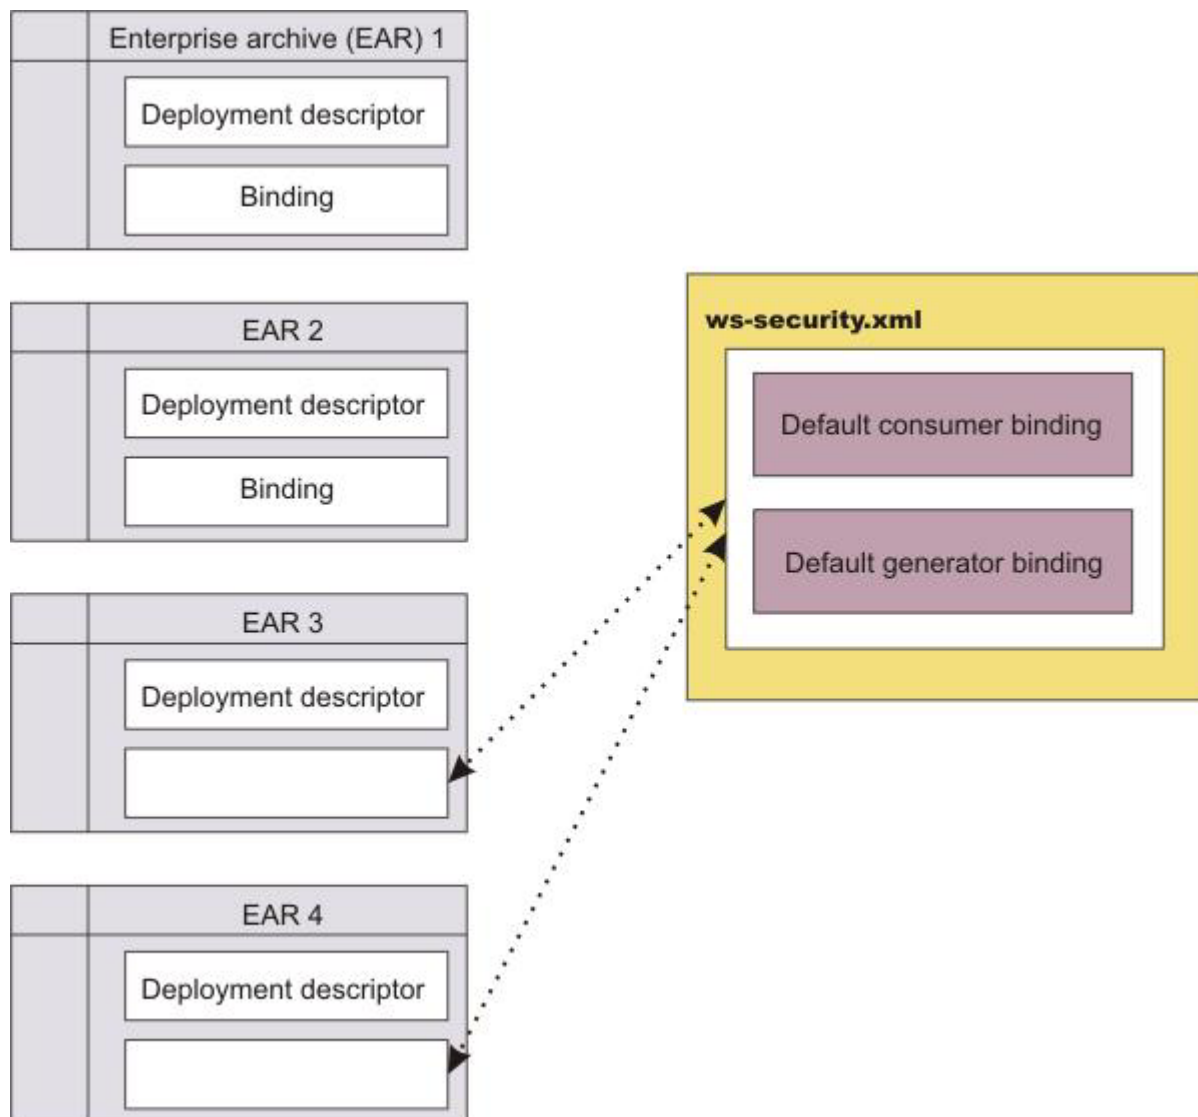 Enterprise archive (EAR) 1
Deployment descriptor
Binding
EAR 2
Deployment descriptor
Binding
EAR 3
Deployment descriptor
EAR 4
Deployment descriptor
ws-security.xml
Default consumer binding
Default generator binding